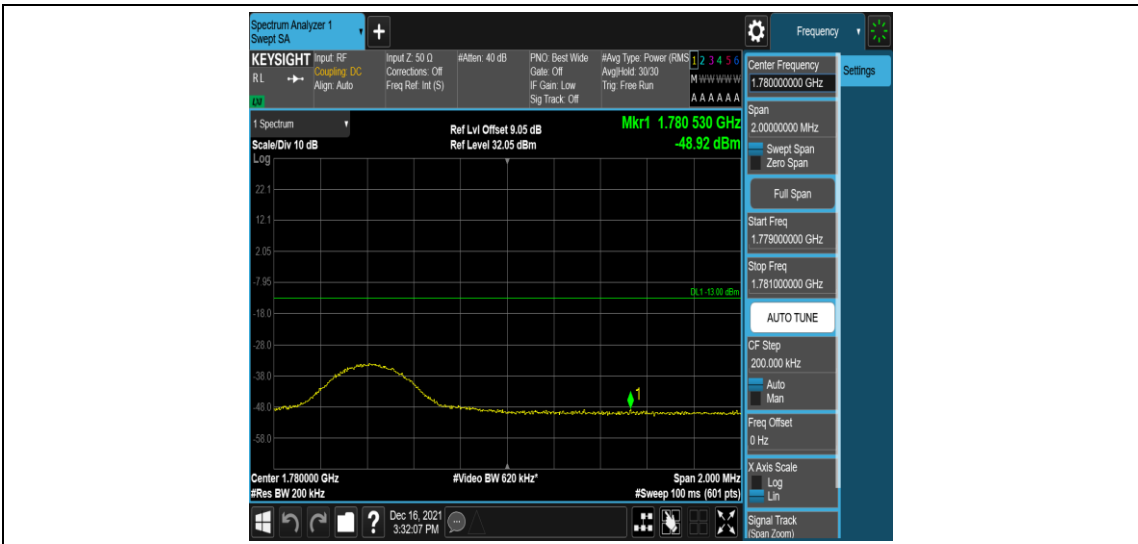 Spectrum Analyzer 1
Swept SA
+
Frequency
KEYSIGHT
RL
LXI
Input: RF
Coupling: DC
Align: Auto
Input Z: 50 Ω
Corrections: Off
Freq Ref: Int (S)
#Atten: 40 dB
PNO: Best Wide
Gate: Off
IF Gain: Low
Sig Track: Off
#Avg Type: Power (RMS
Avg|Hold: 30/30
Trig: Free Run
1 2 3 4 5 6
M W W W W W
A A A A A A
1 Spectrum
Scale/Div 10 dB
Log
Ref Lvl Offset 9.05 dB
Ref Level 32.05 dBm
Mkr1 1.780 530 GHz
-48.92 dBm
22.1
12.1
2.05
-7.95
DL1 -13.00 dBm
-18.0
-28.0
-38.0
1
-48.0
-58.0
Center 1.780000 GHz
#Video BW 620 kHz*
Span 2.000 MHz
#Res BW 200 kHz
#Sweep 100 ms (601 pts)
?
Dec 16, 2021
3:32:07 PM
Center Frequency
1.780000000 GHz
Settings
Span
2.00000000 MHz
Swept Span
Zero Span
Full Span
Start Freq
1.779000000 GHz
Stop Freq
1.781000000 GHz
AUTO TUNE
CF Step
200.000 kHz
Auto
Man
Freq Offset
0 Hz
X Axis Scale
Log
Lin
Signal Track
(Span Zoom)